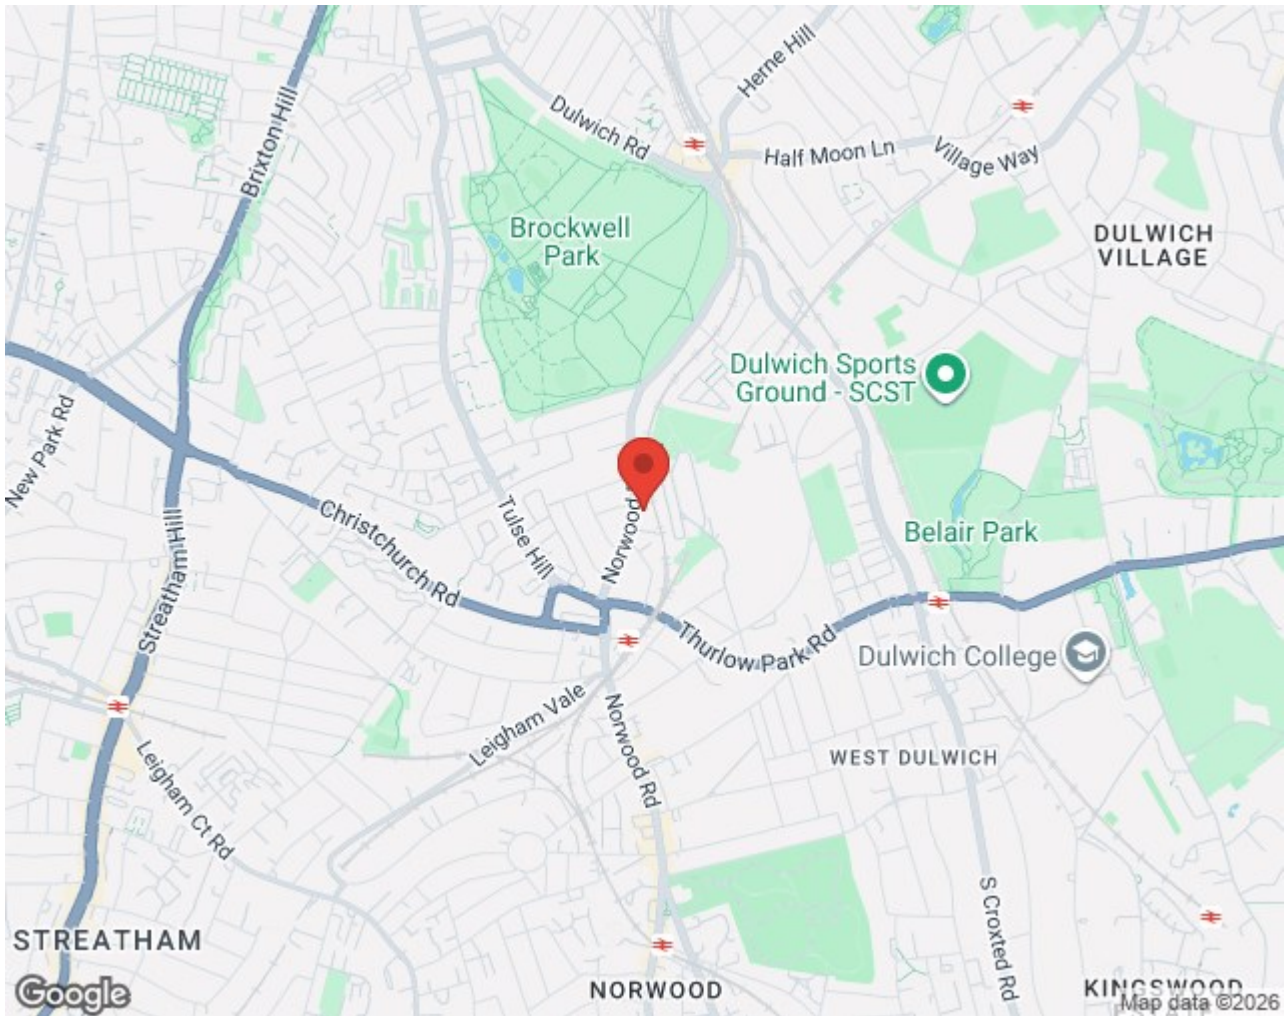 Herne Hill
Dulwich Rd
Half Moon Ln
Village Way
Brixton Hill
Brockwell
Park
DULWICH
VILLAGE
Dulwich Sports
Ground - SCST
New Park Rd
Norwood
Tulse Hill
Christchurch Rd
Streatham Hill
Belair Park
Thurlow Park Rd
Dulwich College
Leigham Vale
Norwood Rd
WEST DULWICH
Leigham Ct Rd
S Croxted Rd
STREATHAM
NORWOOD
KINGSWOOD
Google
Map data ©2026